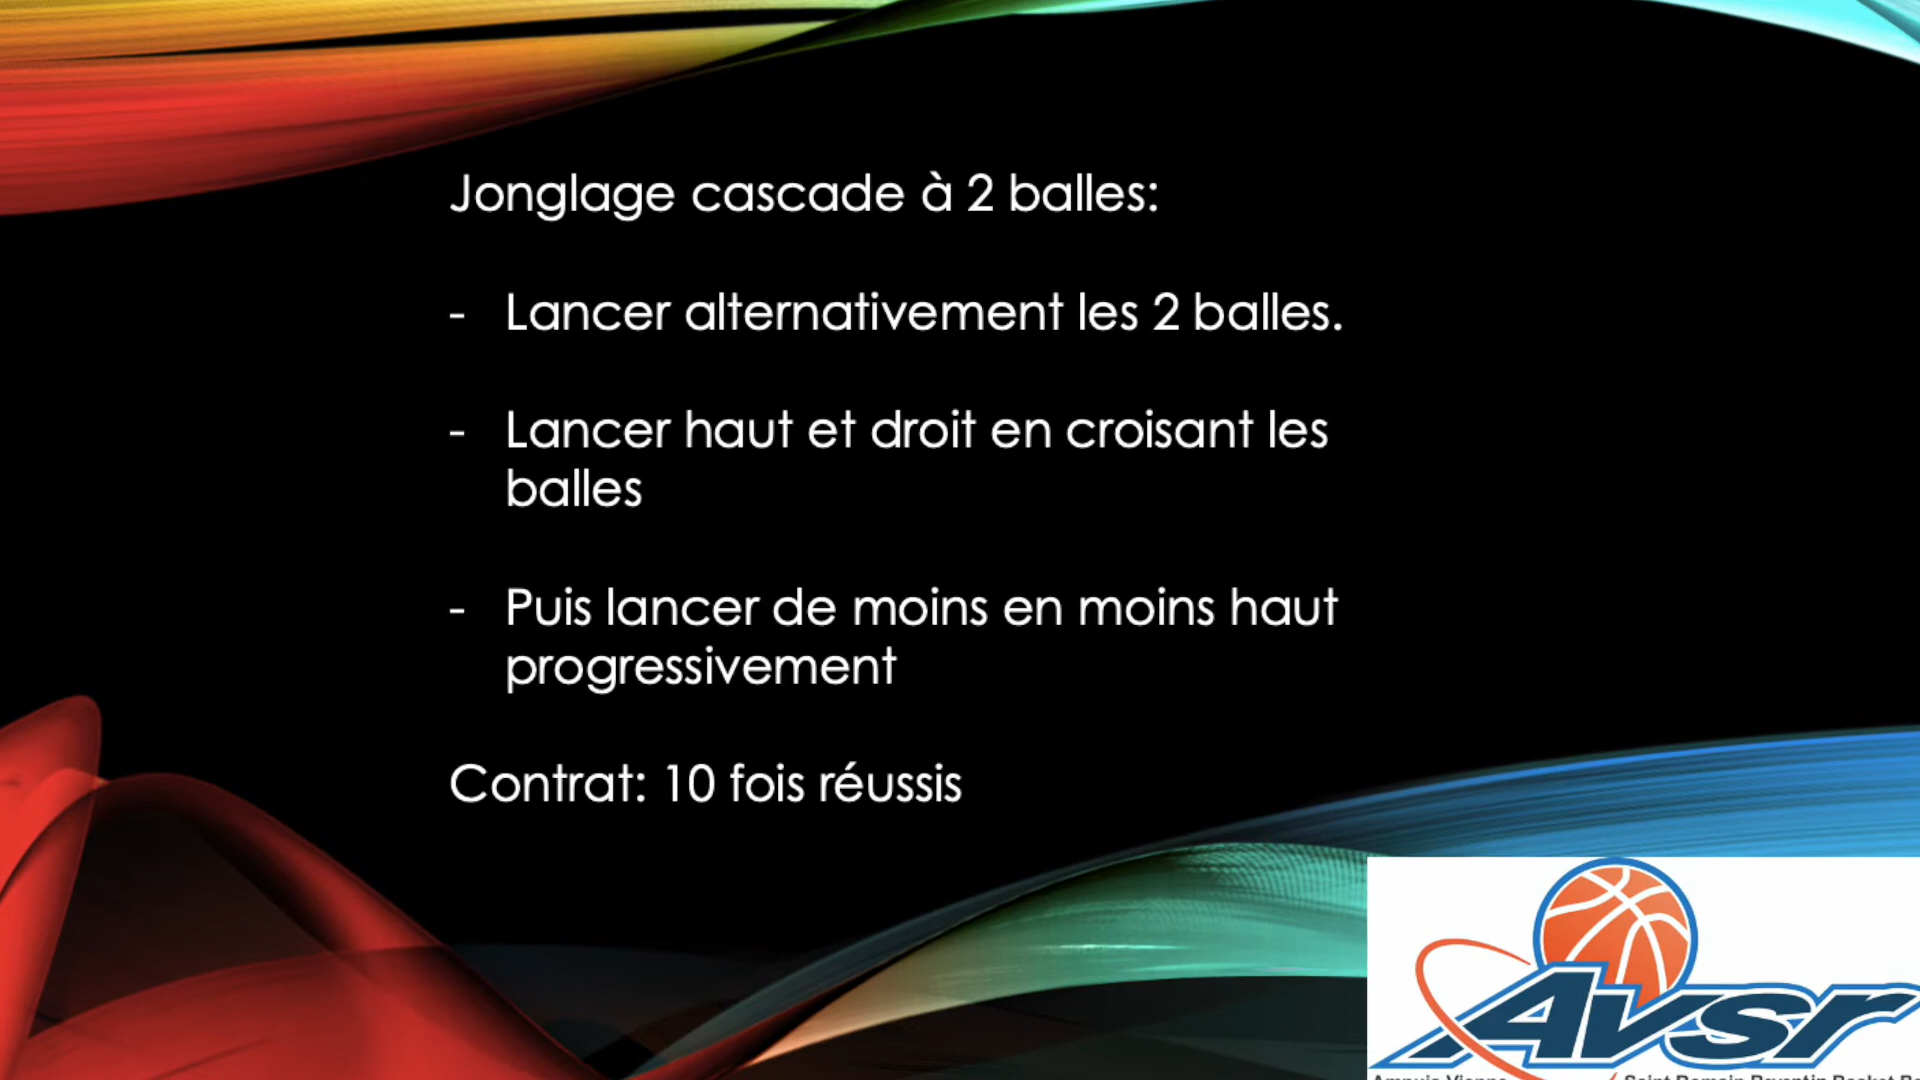 Jonglage cascade à 2 balles:
- Lancer alternativement les 2 balles.
- Lancer haut et droit en croisant les
balles
- Puis lancer de moins en moins haut
progressivement
Contrat: 10 fois réussis
Avsr